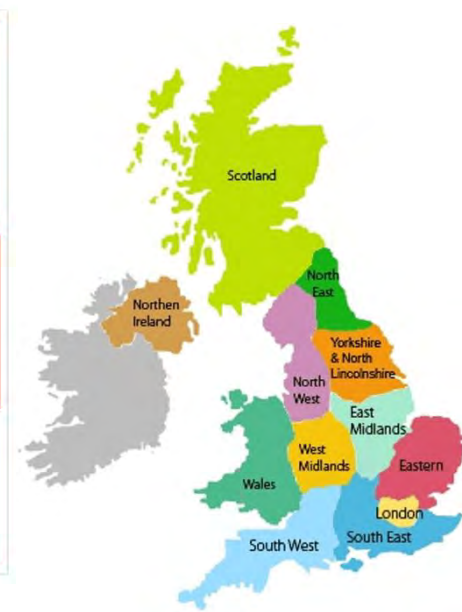 Scotland
North
East
Northen
Ireland
Yorkshire
& North
Lincolnshire
North
West
East
Midlands
West
Midlands
Eastern
Wales
London
South West
South East